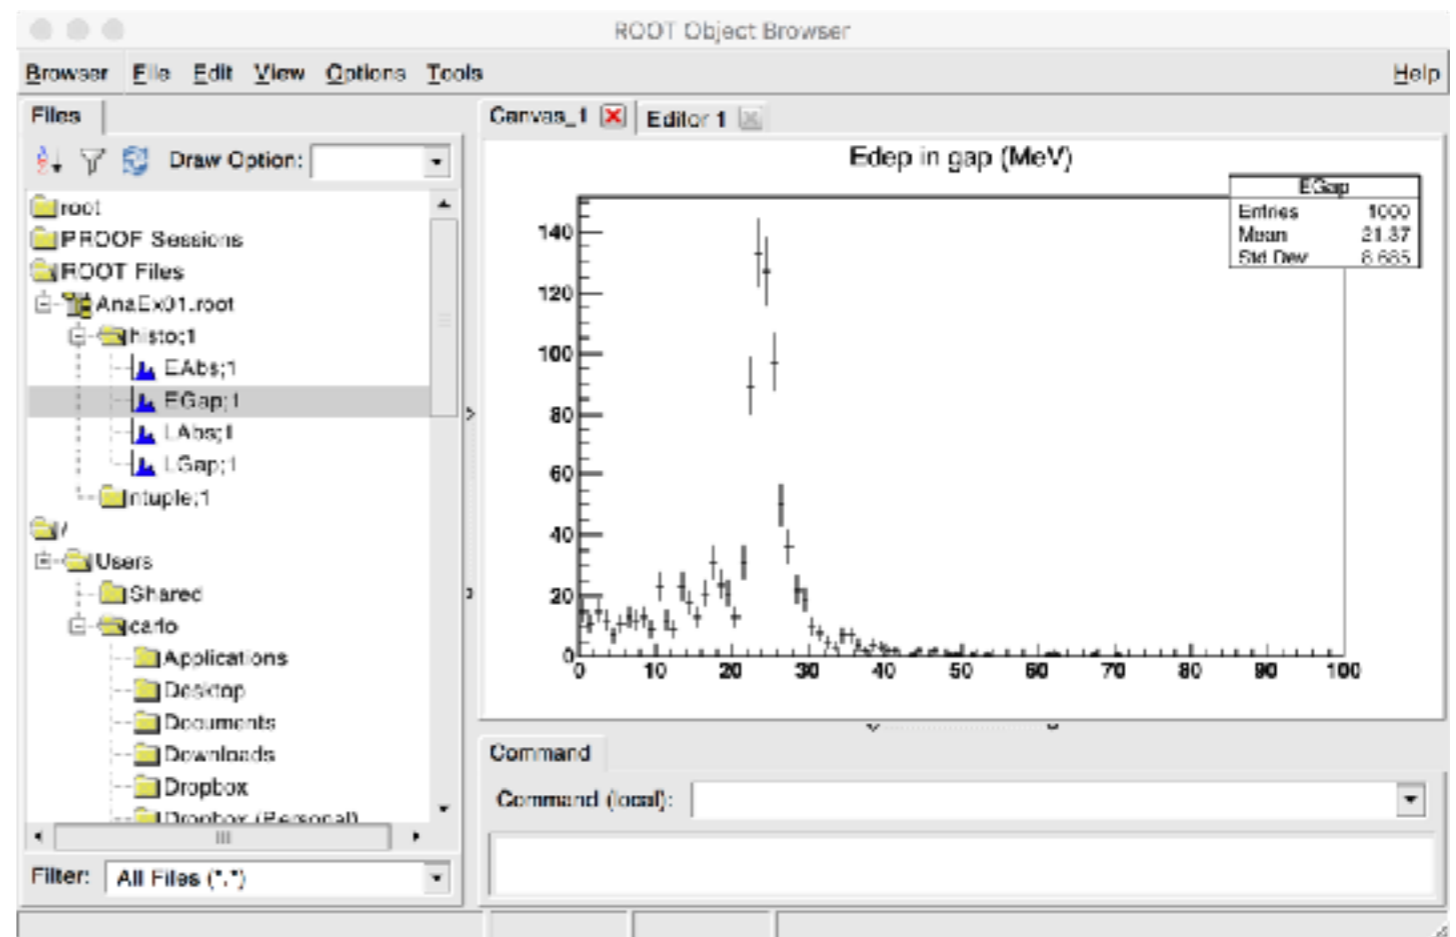 ROOT Object Browser
Browser File Edit View Options Tools Help
Files
Draw Option:
root
PROOF Sessions
ROOT Files
AnaEx01.root
histo;1
EAbs;1
EGap;1
LAbs;1
LGap;1
ntuple;1
/
Users
Shared
carlo
Applications
Desktop
Documents
Downloads
Dropbox
Dropbox (Personal)
Filter: All Files (*.*)
Canvas_1 Editor 1
Edep in gap (MeV)
EGap
Entries 1000
Mean 21.37
Std Dev 8.685
140
120
100
80
60
40
20
0
0 10 20 30 40 50 60 70 80 90 100
Command
Command (local):